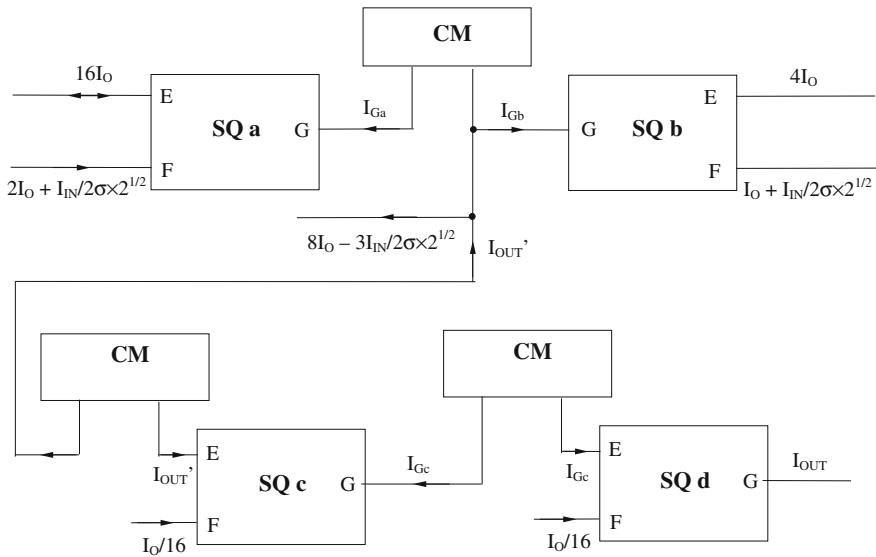 CM
16I_O
4I_O
E
E
SQ a
G
I_Ga
I_Gb
G
SQ b
F
F
2I_O + I_IN/2σ×2^1/2
I_O + I_IN/2σ×2^1/2
8I_O – 3I_IN/2σ×2^1/2
I_OUT’
CM
CM
E
E
I_OUT’
SQ c
G
I_Gc
I_Gc
SQ d
G
I_OUT
F
F
I_O/16
I_O/16